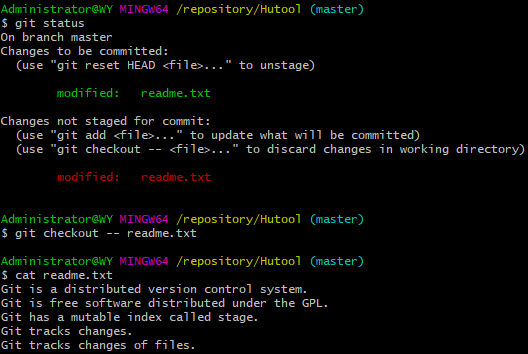 Administrator@WY MINGW64 /repository/Hutool (master)
$ git status
On branch master
Changes to be committed:
  (use "git reset HEAD <file>..." to unstage)

        modified:   readme.txt

Changes not staged for commit:
  (use "git add <file>..." to update what will be committed)
  (use "git checkout -- <file>..." to discard changes in working directory)

        modified:   readme.txt


Administrator@WY MINGW64 /repository/Hutool (master)
$ git checkout -- readme.txt

Administrator@WY MINGW64 /repository/Hutool (master)
$ cat readme.txt
Git is a distributed version control system.
Git is free software distributed under the GPL.
Git has a mutable index called stage.
Git tracks changes.
Git tracks changes of files.